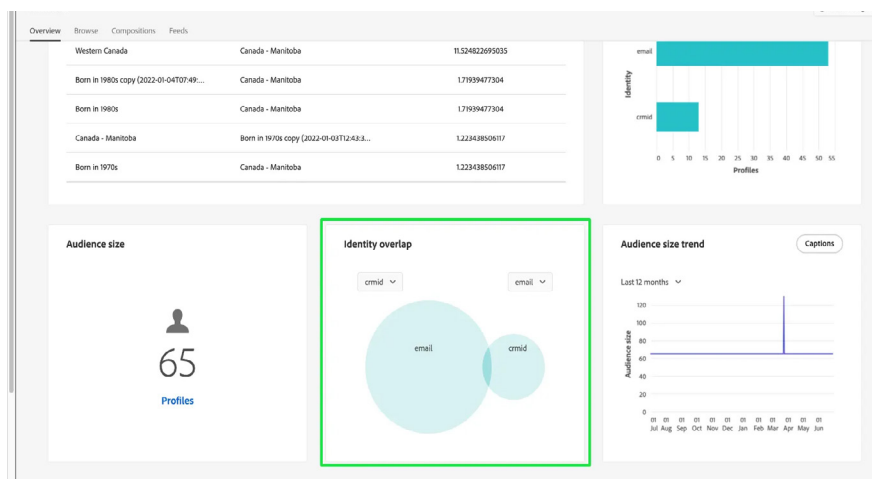 Overview Browse Compositions Feeds
Western Canada Canada - Manitoba 11.524822695035
Born in 1980s copy (2022-01-04T07:49:... Canada - Manitoba 1.71939477304
Born in 1980s Canada - Manitoba 1.71939477304
Canada - Manitoba Born in 1970s copy (2022-01-03T12:43:3... 1.223438506117
Born in 1970s Canada - Manitoba 1.223438506117
Identity
email
crmid
0 5 10 15 20 25 30 35 40 45 50 55
Profiles
Audience size
65
Profiles
Identity overlap
crmid email
email crmid
Audience size trend Captions
Last 12 months
Audience size
120
100
80
60
40
20
0
01 01 01 01 01 01 01 01 01 01 01 01
Jul Aug Sep Oct Nov Dec Jan Feb Mar Apr May Jun